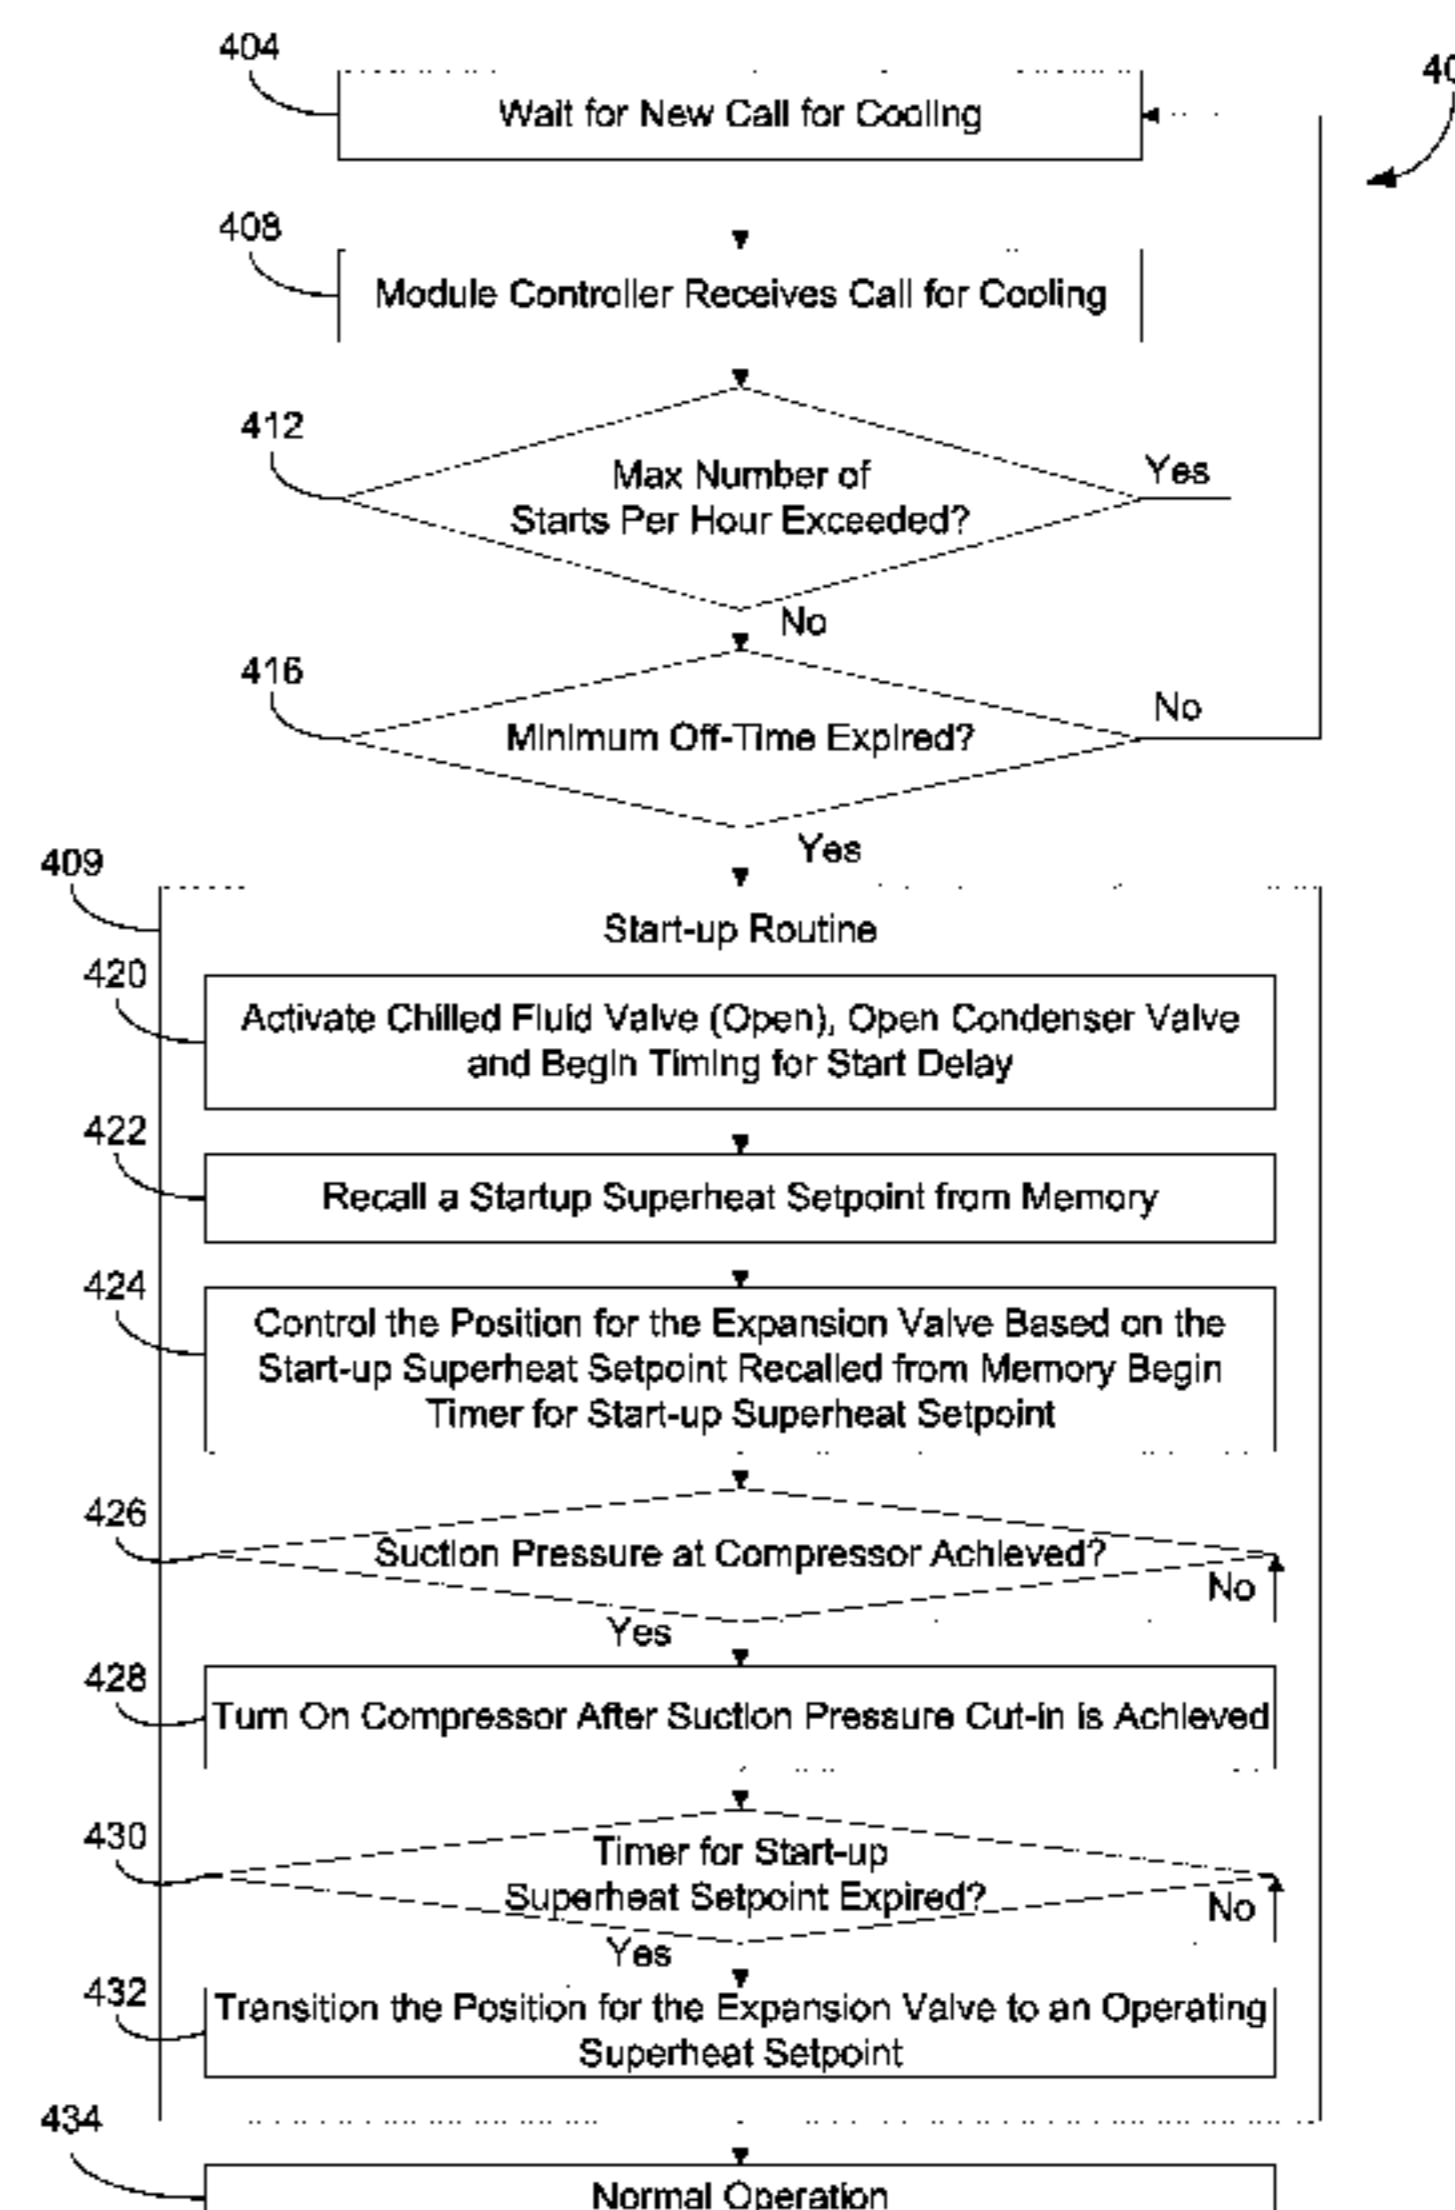 404
40
Wait for New Call for Cooling
408
Module Controller Receives Call for Cooling
412
Max Number of
Starts Per Hour Exceeded?
Yes
No
416
Minimum Off-Time Expired?
No
Yes
409
Start-up Routine
420
Activate Chilled Fluid Valve (Open), Open Condenser Valve
and Begin Timing for Start Delay
422
Recall a Startup Superheat Setpoint from Memory
424
Control the Position for the Expansion Valve Based on the
Start-up Superheat Setpoint Recalled from Memory Begin
Timer for Start-up Superheat Setpoint
426
Suction Pressure at Compressor Achieved?
No
Yes
428
Turn On Compressor After Suction Pressure Cut-in is Achieved
430
Timer for Start-up
Superheat Setpoint Expired?
No
Yes
432
Transition the Position for the Expansion Valve to an Operating
Superheat Setpoint
434
Normal Operation